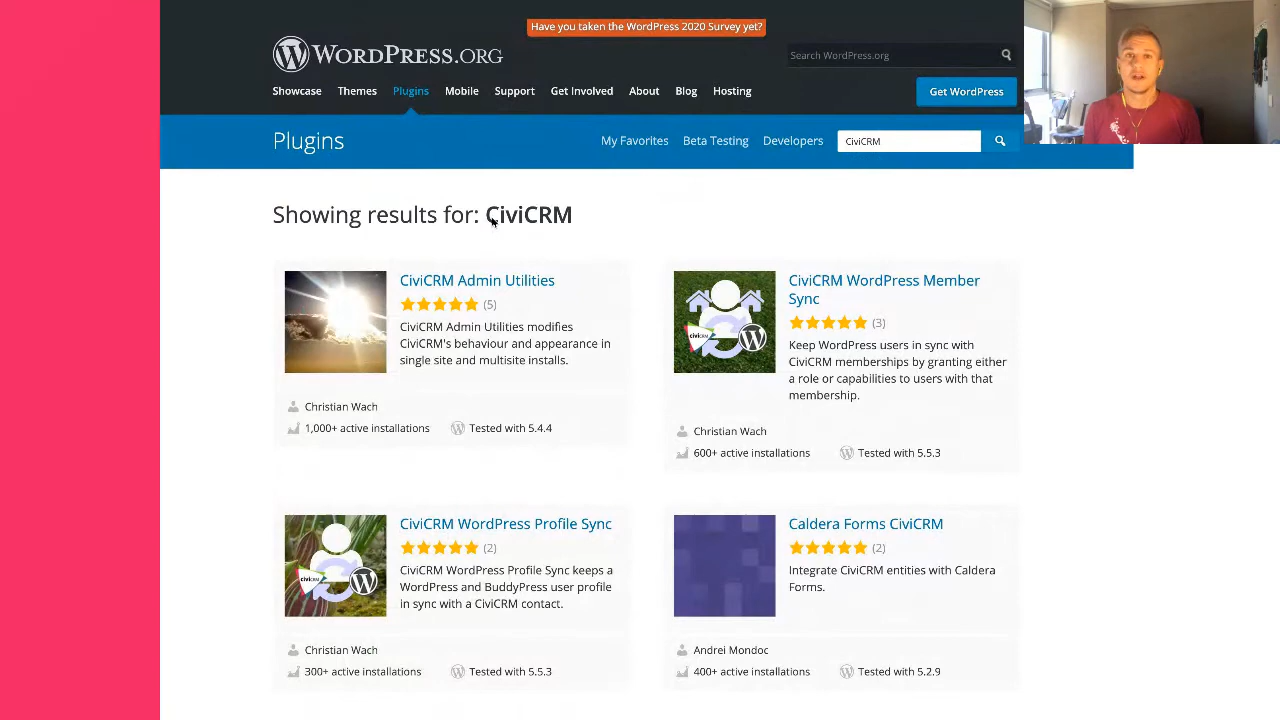 Have you taken the WordPress 2020 Survey yet?
WORDPRESS.ORG
Search WordPress.org
Showcase Themes Plugins Mobile Support Get Involved About Blog Hosting
Get WordPress
Plugins
My Favorites Beta Testing Developers
CiviCRM
Showing results for: CiviCRM
CiviCRM Admin Utilities
(5)
CiviCRM Admin Utilities modifies
CiviCRM's behaviour and appearance in
single site and multisite installs.
Christian Wach
1,000+ active installations
Tested with 5.4.4
CiviCRM WordPress Member
Sync
civiCRM
(3)
Keep WordPress users in sync with
CiviCRM memberships by granting either
a role or capabilities to users with that
membership.
Christian Wach
600+ active installations
Tested with 5.5.3
CiviCRM WordPress Profile Sync
civiCRM
(2)
CiviCRM WordPress Profile Sync keeps a
WordPress and BuddyPress user profile
in sync with a CiviCRM contact.
Christian Wach
300+ active installations
Tested with 5.5.3
Caldera Forms CiviCRM
(2)
Integrate CiviCRM entities with Caldera
Forms.
Andrei Mondoc
400+ active installations
Tested with 5.2.9